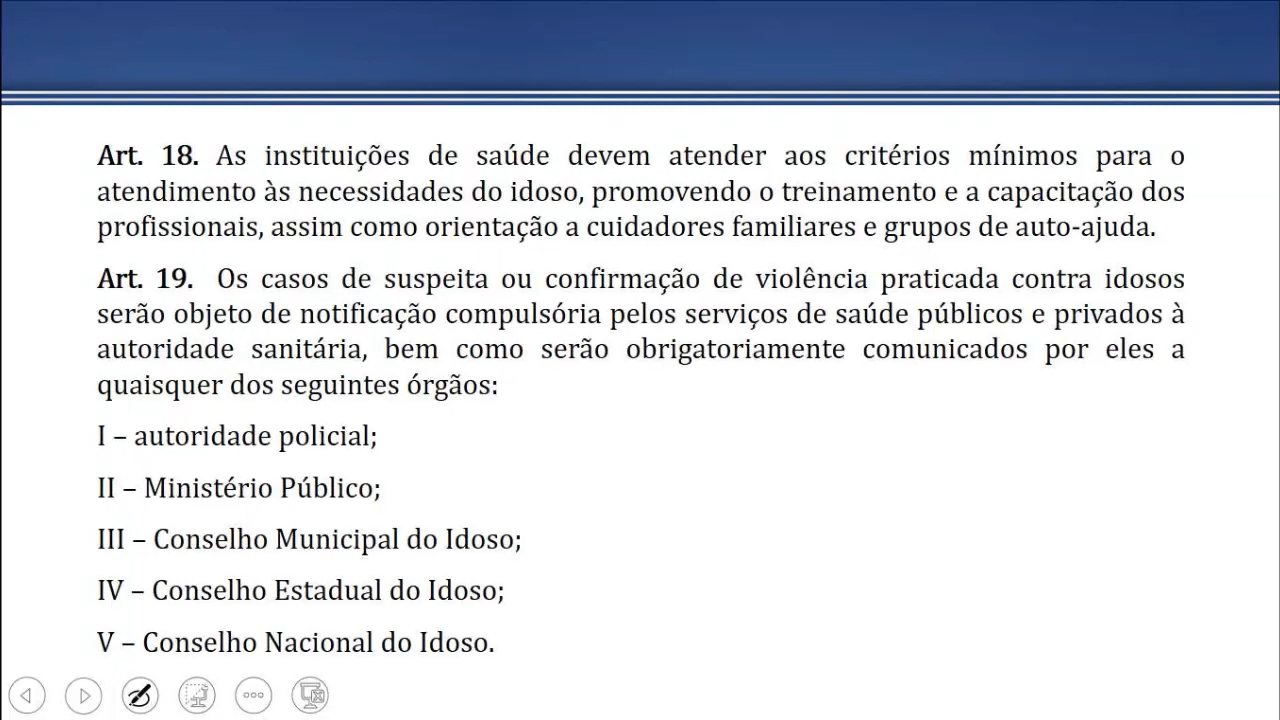 Art. 18. As instituições de saúde devem atender aos critérios mínimos para o
atendimento às necessidades do idoso, promovendo o treinamento e a capacitação dos
profissionais, assim como orientação a cuidadores familiares e grupos de auto-ajuda.
Art. 19. Os casos de suspeita ou confirmação de violência praticada contra idosos
serão objeto de notificação compulsória pelos serviços de saúde públicos e privados à
autoridade sanitária, bem como serão obrigatoriamente comunicados por eles a
quaisquer dos seguintes órgãos:
I – autoridade policial;
II – Ministério Público;
III – Conselho Municipal do Idoso;
IV – Conselho Estadual do Idoso;
V – Conselho Nacional do Idoso.